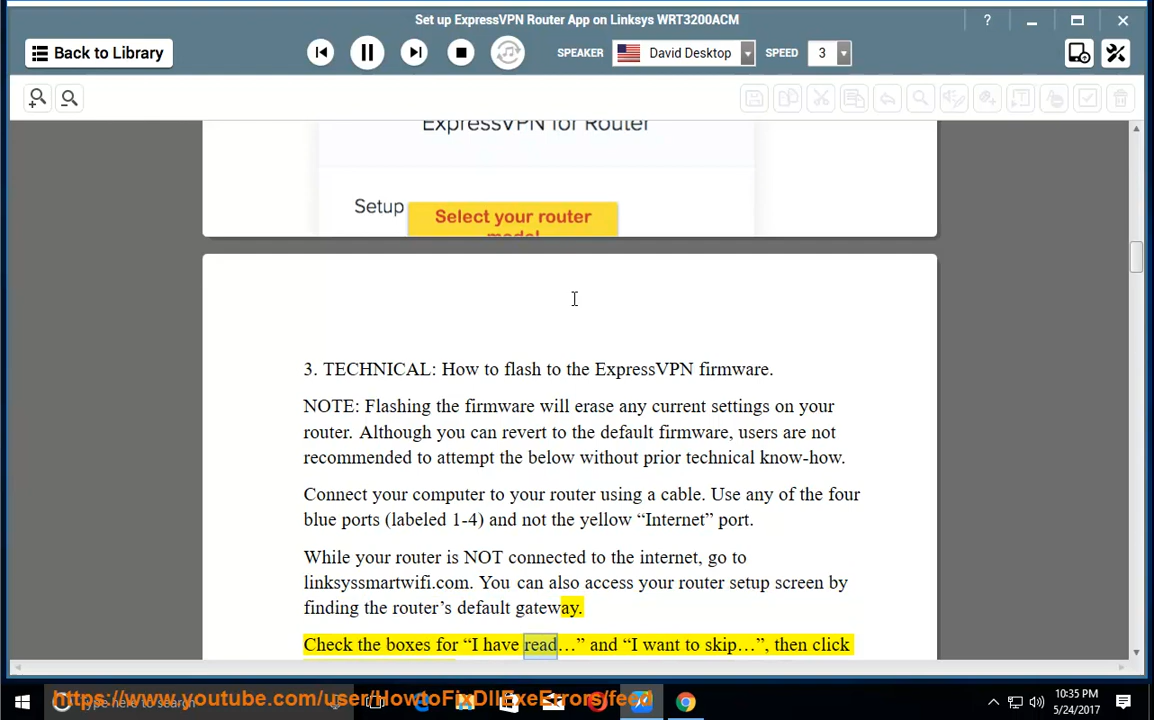 Set up ExpressVPN Router App on Linksys WRT3200ACM
Back to Library
SPEAKER
David Desktop
SPEED
3
ExpressVPN for Router
Setup
Select your router
3. TECHNICAL: How to flash to the ExpressVPN firmware.
NOTE: Flashing the firmware will erase any current settings on your
router. Although you can revert to the default firmware, users are not
recommended to attempt the below without prior technical know-how.
Connect your computer to your router using a cable. Use any of the four
blue ports (labeled 1-4) and not the yellow “Internet” port.
While your router is NOT connected to the internet, go to
linksyssmartwifi.com. You can also access your router setup screen by
finding the router’s default gateway.
Check the boxes for “I have read…” and “I want to skip…”, then click
https://www.youtube.com/user/HowtoFixDllExeErrors/feed
Type here to search
10:35 PM
5/24/2017